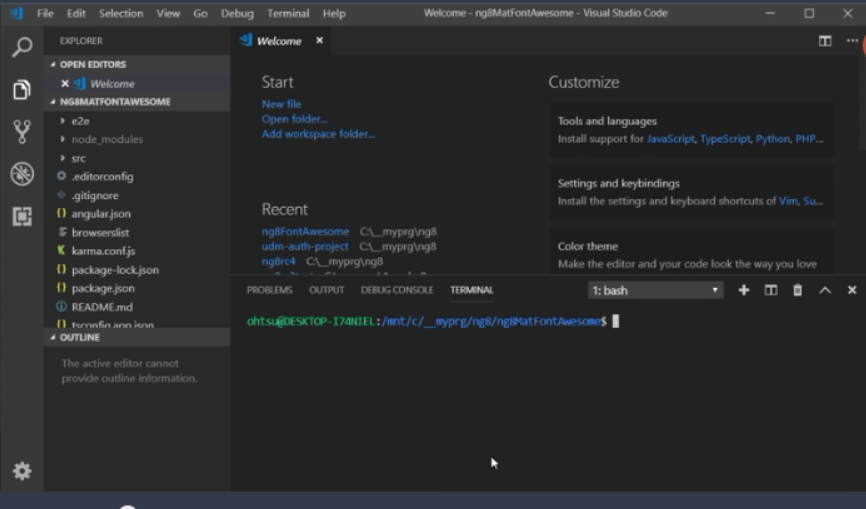 File Edit Selection View Go Debug Terminal Help
Welcome - ng8MatFontAwesome - Visual Studio Code
EXPLORER
OPEN EDITORS
Welcome
NG8MATFONTAWESOME
e2e
node_modules
src
.editorconfig
.gitignore
angular.json
browserslist
karma.conf.js
package-lock.json
package.json
README.md
tsconfig.app.json
OUTLINE
The active editor cannot
provide outline information.
Welcome
Start
New file
Open folder...
Add workspace folder...
Recent
ng8FontAwesome C:\__myprg\ng8
udm-auth-project C:\__myprg\ng8
ng8rc4 C:\__myprg\ng8
Customize
Tools and languages
Install support for JavaScript, TypeScript, Python, PHP...
Settings and keybindings
Install the settings and keyboard shortcuts of Vim, Su...
Color theme
Make the editor and your code look the way you love
PROBLEMS OUTPUT DEBUG CONSOLE TERMINAL
1: bash
ohtsu@DESKTOP-I74NIEL:/mnt/c/__myprg/ng8/ng8MatFontAwesome$